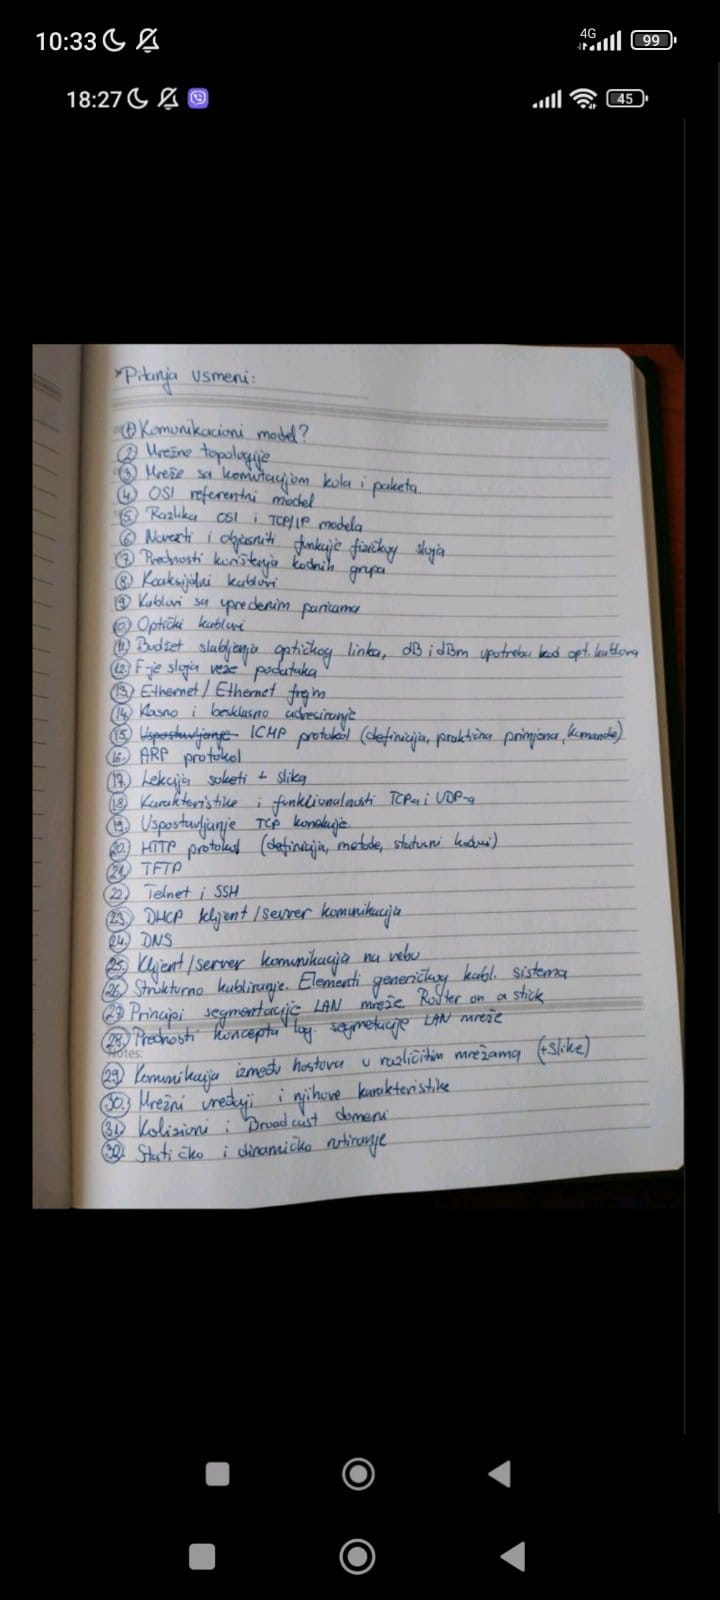 10:33 4G 99
18:27 45
*Pitanja usmeni:
1 Komunikacioni model?
2 Mrežne topologije
3 Mreže sa komutacijom kola i paketa.
4 OSI referentni model
5 Razlika OSI i TCP/IP modela
6 Navesti i objasniti funkcije fizičkog sloja
7 Prednosti korištenja kodnih grupa
8 Koaksijalni kablovi
9 Kablovi sa upredenim paricama
10 Optički kablovi
11 Budžet slabljenja optičkog linka, dB i dBm upotreba kod opt. kablova
12 F-je sloja veze podataka
13 Ethernet / Ethernet frejm
14 Klasno i besklasno adresiranje
15. Uspostavljanje ICMP protokol (definicija, praktična primjena, komande)
16. ARP protokol
17. Lekcija soketi + slika
18 Karakteristike i funkcionalnosti TCPa i UDP-a
19. Uspostavljanje TCP konekcije.
20. HTTP protokol (definicija, metode, statusni kodovi)
21. TFTP
22. Telnet i SSH
23. DHCP klijent / server komunikacija
24. DNS
25. Klijent / server komunikacija na webu
26 Strukturno kabliranje. Elementi generičkog kabl. sistema
27 Principi segmentacije LAN mreže. Router on a stick
28. Prednosti koncepta log. segmetacije LAN mreže
Notes:
29. Komunikacija između hostova u različitim mrežama (+slike)
30. Mrežni uređaji i njihove karakteristike
31. Kolizioni i Broadcast domeni
32. Statičko i dinamičko rutiranje